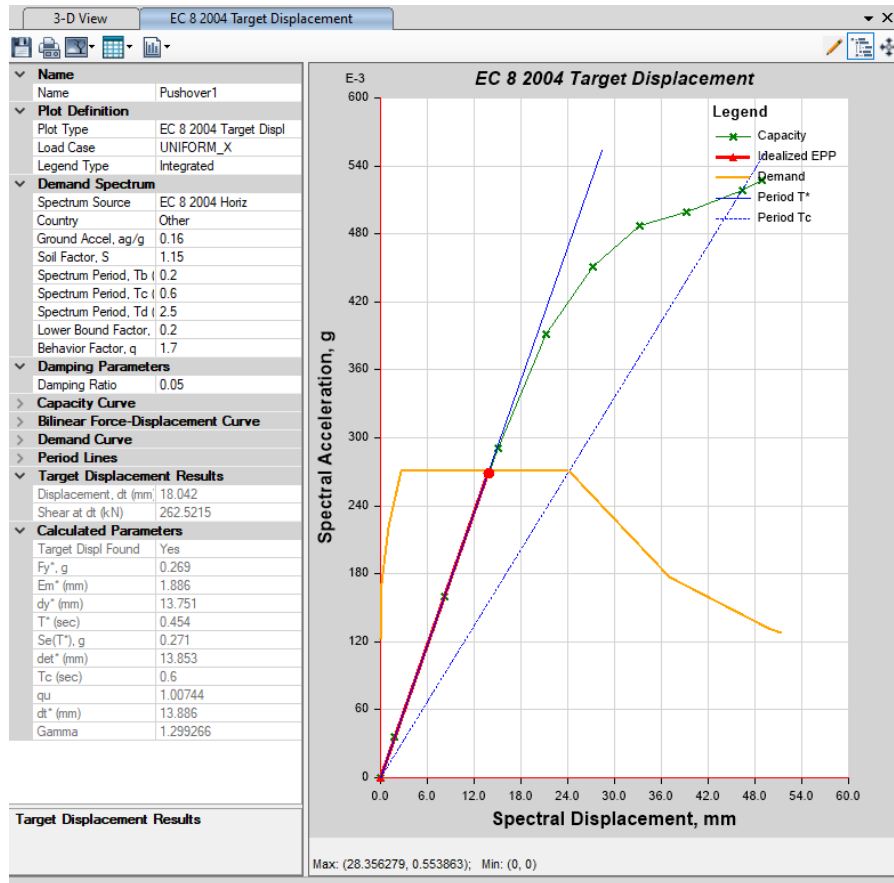 3-D View
EC 8 2004 Target Displacement
Name
Name Pushover1
Plot Definition
Plot Type EC 8 2004 Target Displ
Load Case UNIFORM_X
Legend Type Integrated
Demand Spectrum
Spectrum Source EC 8 2004 Horiz
Country Other
Ground Accel, ag/g 0.16
Soil Factor, S 1.15
Spectrum Period, Tb ( 0.2
Spectrum Period, Tc ( 0.6
Spectrum Period, Td ( 2.5
Lower Bound Factor, 0.2
Behavior Factor, q 1.7
Damping Parameters
Damping Ratio 0.05
Capacity Curve
Bilinear Force-Displacement Curve
Demand Curve
Period Lines
Target Displacement Results
Displacement, dt (mm) 18.042
Shear at dt (kN) 262.5215
Calculated Parameters
Target Displ Found Yes
Fy*, g 0.269
Em* (mm) 1.886
dy* (mm) 13.751
T* (sec) 0.454
Se(T*), g 0.271
det* (mm) 13.853
Tc (sec) 0.6
qu 1.00744
dt* (mm) 13.886
Gamma 1.299266
Target Displacement Results
E-3
EC 8 2004 Target Displacement
Legend
Capacity
Idealized EPP
Demand
Period T*
Period Tc
600
540
480
420
360
300
240
180
120
60
0
Spectral Acceleration, g
0.0 6.0 12.0 18.0 24.0 30.0 36.0 42.0 48.0 54.0 60.0
Spectral Displacement, mm
Max: (28.356279, 0.553863); Min: (0, 0)